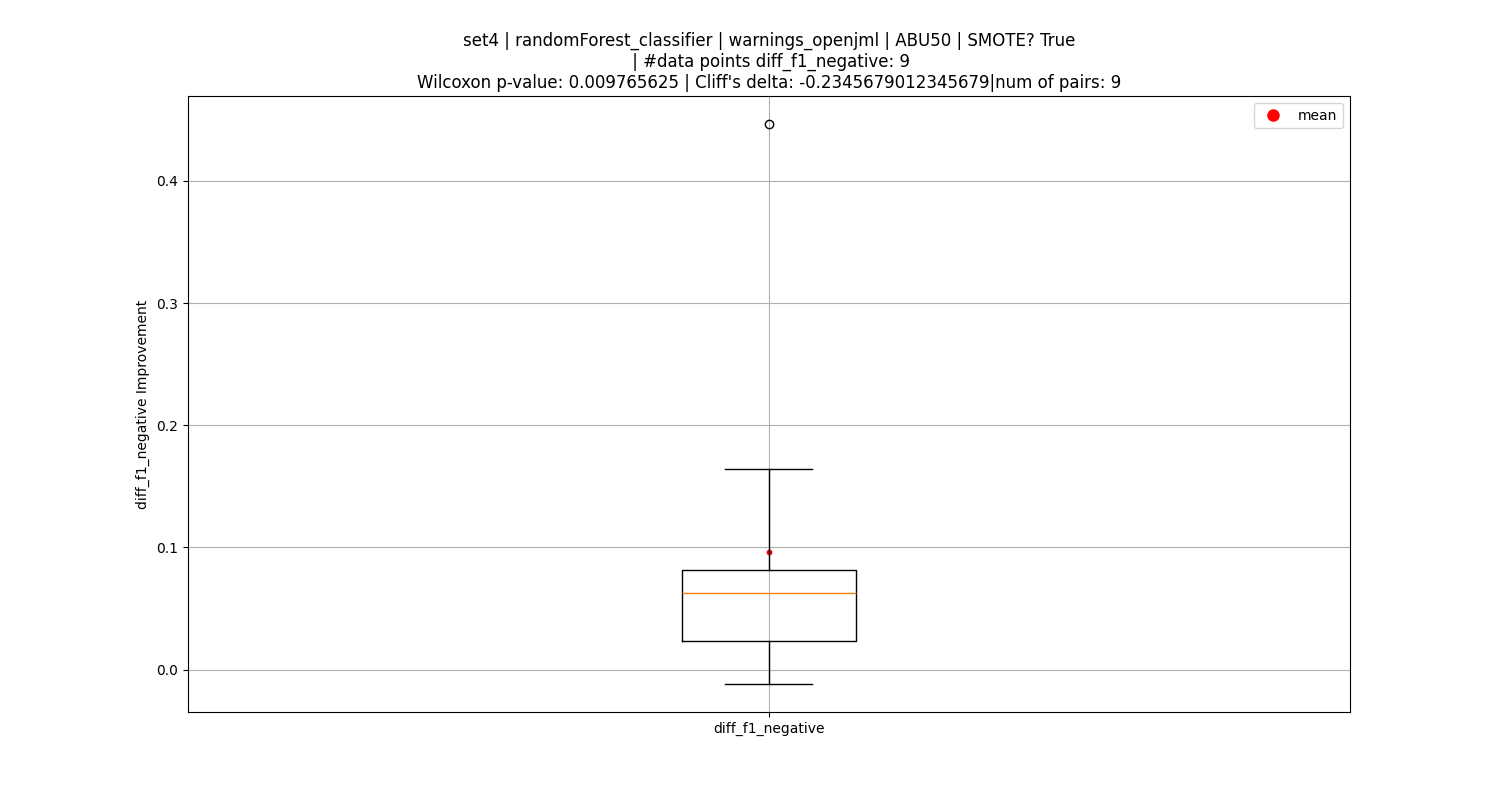 set4 | randomForest_classifier | warnings_openjml | ABU50 | SMOTE? True
| #data points diff_f1_negative: 9
Wilcoxon p-value: 0.009765625 | Cliff's delta: -0.2345679012345679|num of pairs: 9
mean
0.4
0.3
0.2
0.1
0.0
diff_f1_negative Improvement
diff_f1_negative